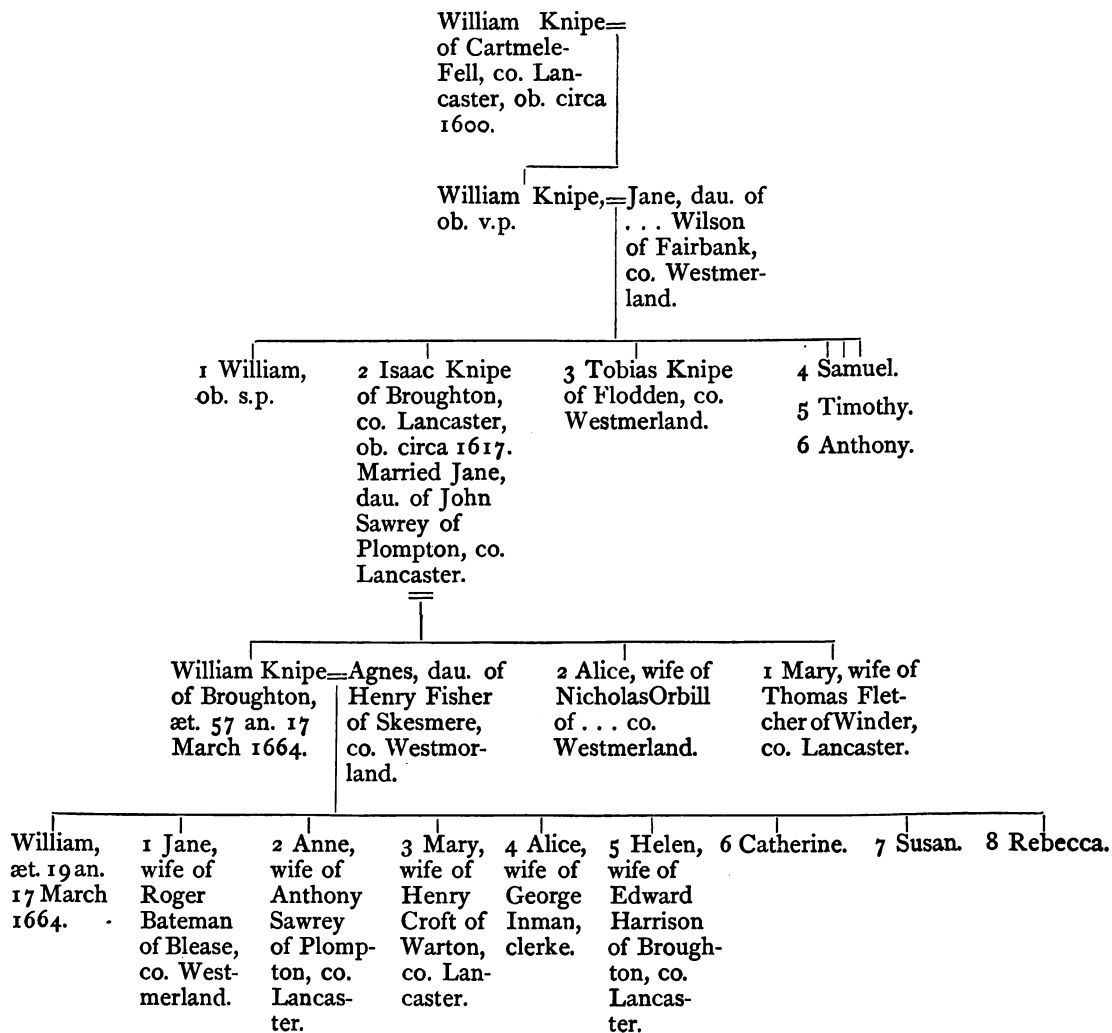 William Knipe=
of Cartmele-
Fell, co. Lan-
caster, ob. circa
1600.
William Knipe,=
ob. v.p.
Jane, dau. of
. . . Wilson
of Fairbank,
co. Westmer-
land.
1 William,
ob. s.p.
2 Isaac Knipe
of Broughton,
co. Lancaster,
ob. circa 1617.
Married Jane,
dau. of John
Sawrey of
Plompton, co.
Lancaster.
3 Tobias Knipe
of Flodden, co.
Westmerland.
4 Samuel.
5 Timothy.
6 Anthony.
William Knipe=
of Broughton,
æt. 57 an. 17
March 1664.
Agnes, dau. of
Henry Fisher
of Skesmere,
co. Westmor-
land.
2 Alice, wife of
Nicholas Orbill
of . . . co.
Westmerland.
1 Mary, wife of
Thomas Flet-
cher of Winder,
co. Lancaster.
William,
æt. 19 an.
17 March
1664.
1 Jane,
wife of
Roger
Bateman
of Blease,
co. West-
merland.
2 Anne,
wife of
Anthony
Sawrey
of Plomp-
ton, co.
Lancas-
ter.
3 Mary,
wife of
Henry
Croft of
Warton,
co. Lan-
caster.
4 Alice,
wife of
George
Inman,
clerke.
5 Helen,
wife of
Edward
Harrison
of Brough-
ton, co.
Lancas-
ter.
6 Catherine.
7 Susan.
8 Rebecca.